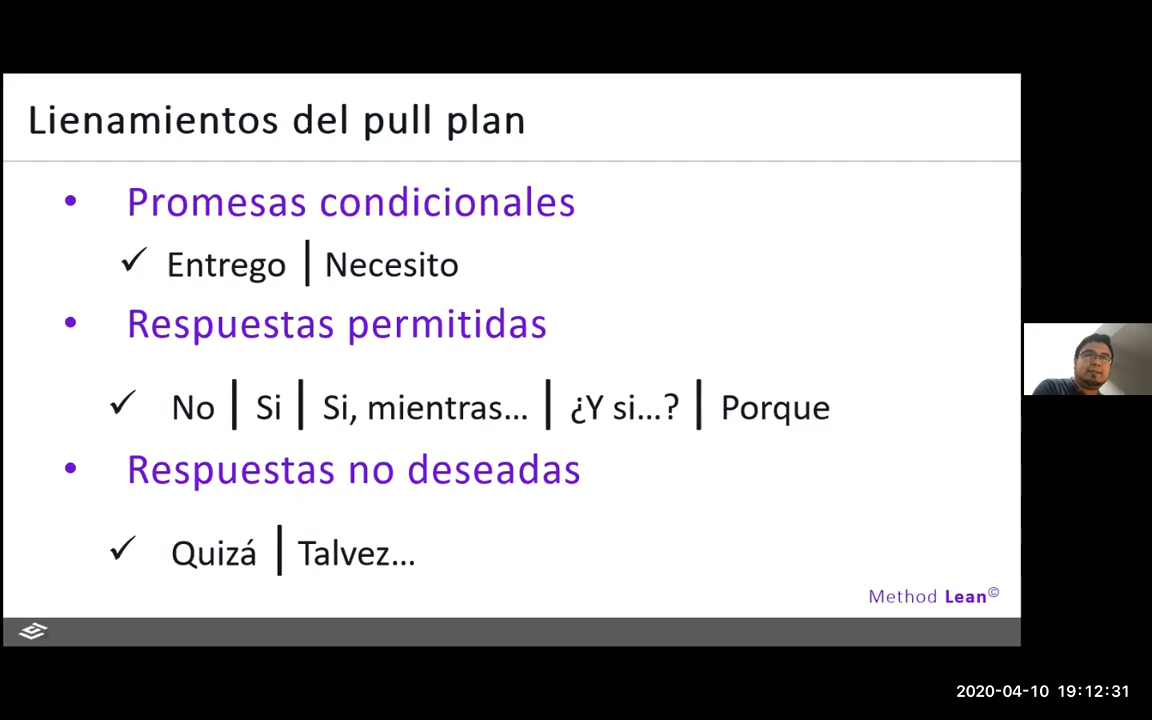 Lienamientos del pull plan
• Promesas condicionales
✓ Entrego | Necesito
• Respuestas permitidas
✓ No | Si | Si, mientras... | ¿Y si...? | Porque
• Respuestas no deseadas
✓ Quizá | Talvez...
Method Lean©
2020-04-10 19:12:31